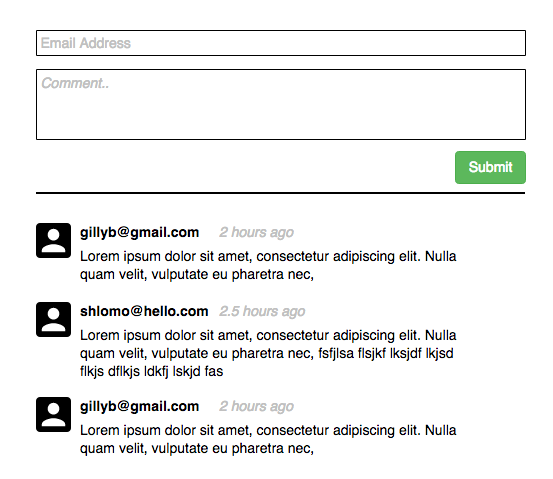 Email Address
Comment..
Submit
gillyb@gmail.com 2 hours ago
Lorem ipsum dolor sit amet, consectetur adipiscing elit. Nulla
quam velit, vulputate eu pharetra nec,
shlomo@hello.com 2.5 hours ago
Lorem ipsum dolor sit amet, consectetur adipiscing elit. Nulla
quam velit, vulputate eu pharetra nec, fsfjlsa flsjkf lksjdf lkjsd
flkjs dflkjs ldkfj lskjd fas
gillyb@gmail.com 2 hours ago
Lorem ipsum dolor sit amet, consectetur adipiscing elit. Nulla
quam velit, vulputate eu pharetra nec,